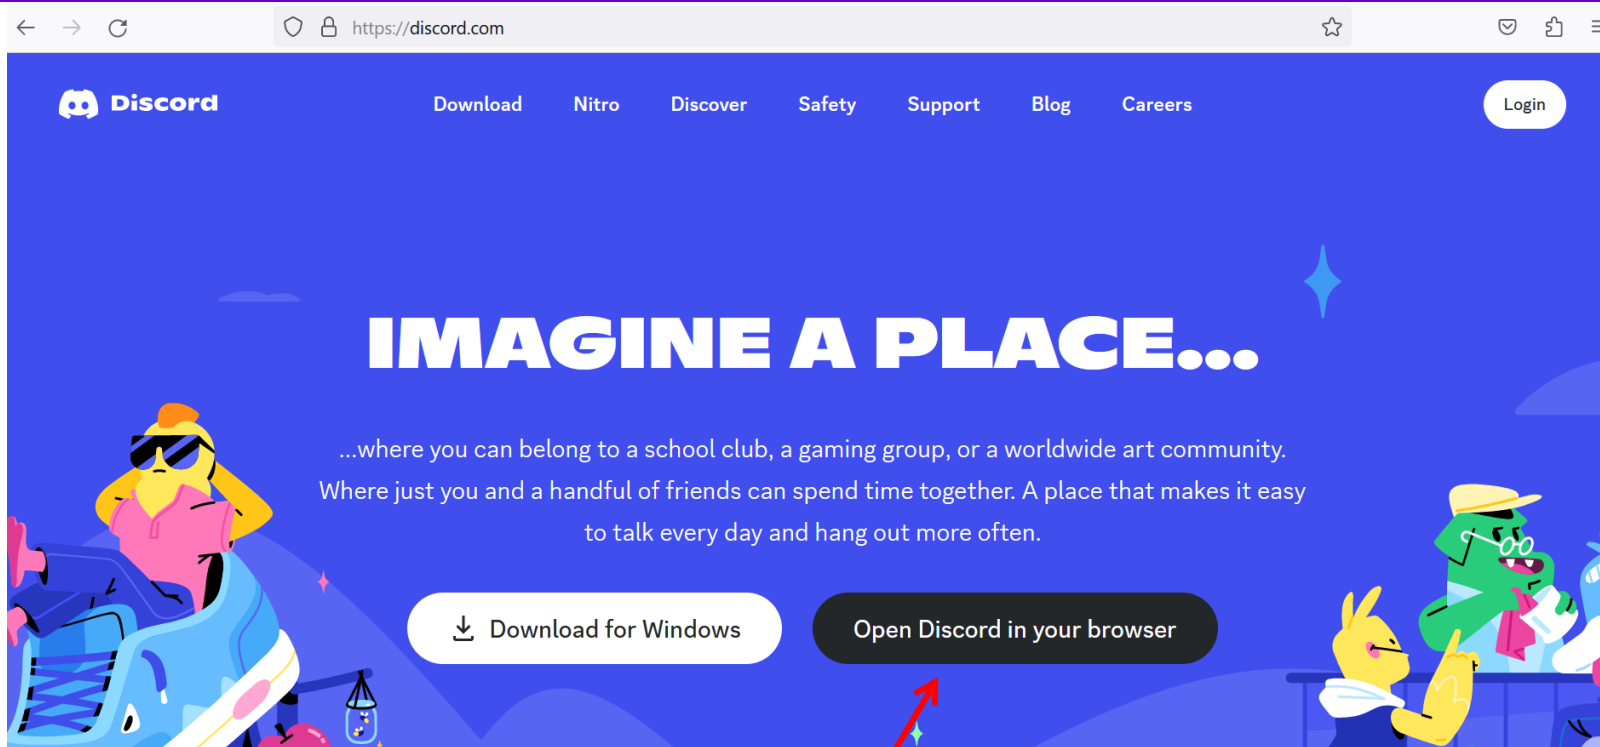 https://discord.com
Discord
Download Nitro Discover Safety Support Blog Careers
Login
IMAGINE A PLACE...
...where you can belong to a school club, a gaming group, or a worldwide art community.
Where just you and a handful of friends can spend time together. A place that makes it easy
to talk every day and hang out more often.
Download for Windows
Open Discord in your browser